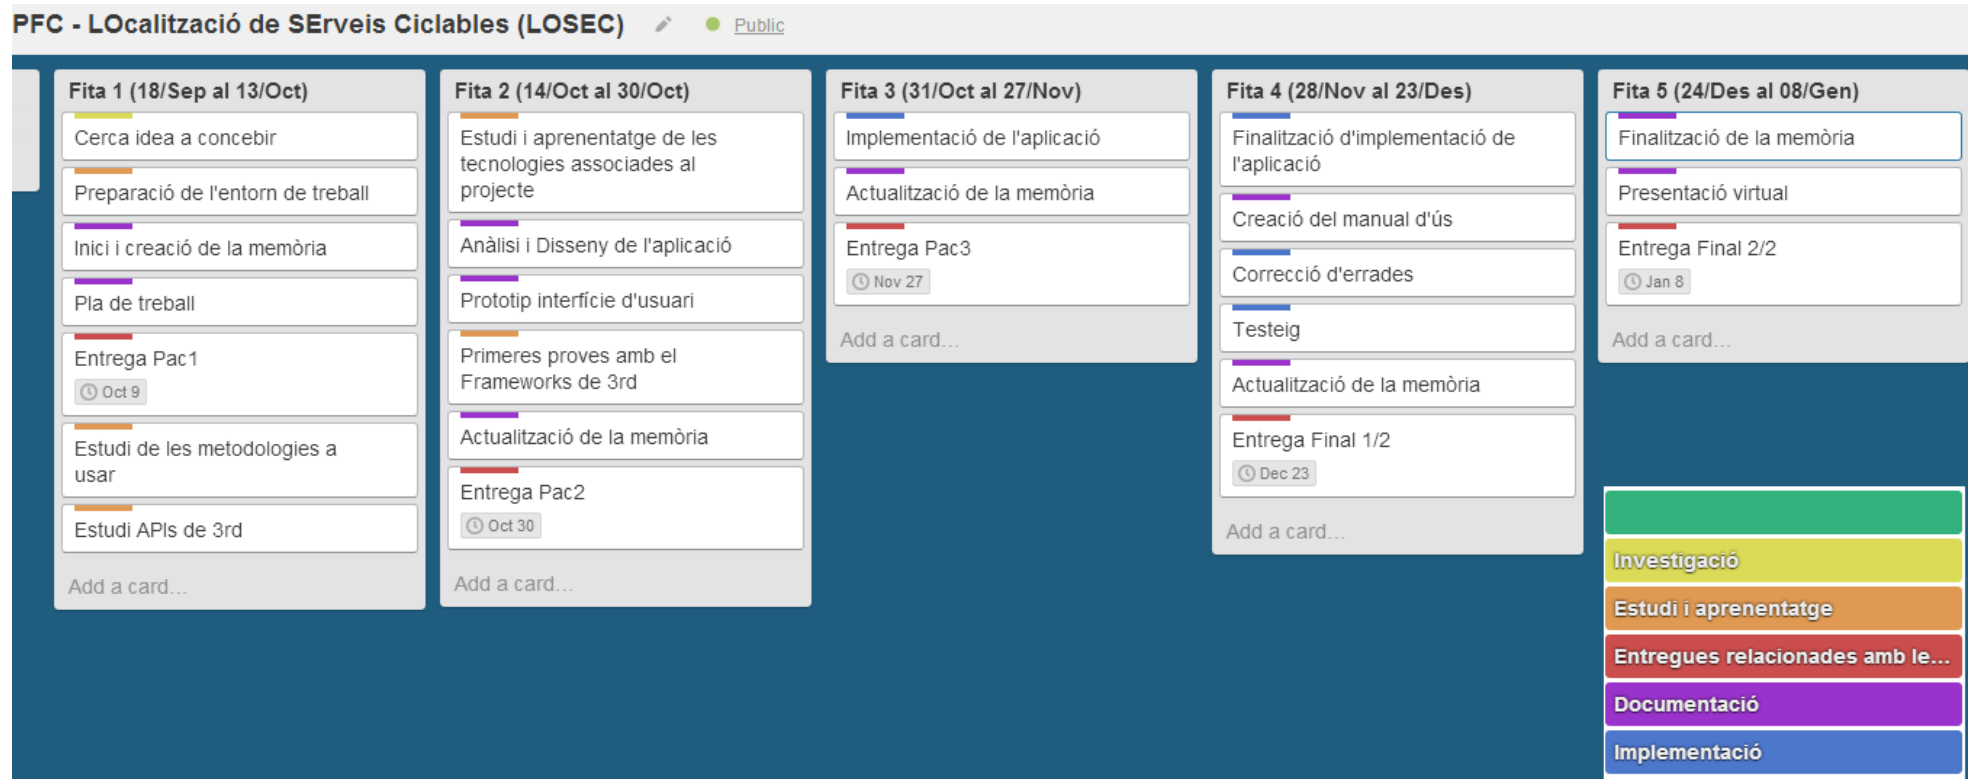 PFC - LOcalització de SErveis Ciclables (LOSEC)
Public
Fita 1 (18/Sep al 13/Oct)
Cerca idea a concebir
Preparació de l'entorn de treball
Inici i creació de la memòria
Pla de treball
Entrega Pac1
Oct 9
Estudi de les metodologies a
usar
Estudi APIs de 3rd
Add a card...
Fita 2 (14/Oct al 30/Oct)
Estudi i aprenentatge de les
tecnologies associades al
projecte
Anàlisi i Disseny de l'aplicació
Prototip interfície d'usuari
Primeres proves amb el
Frameworks de 3rd
Actualització de la memòria
Entrega Pac2
Oct 30
Add a card...
Fita 3 (31/Oct al 27/Nov)
Implementació de l'aplicació
Actualització de la memòria
Entrega Pac3
Nov 27
Add a card...
Fita 4 (28/Nov al 23/Des)
Finalització d'implementació de
l'aplicació
Creació del manual d'ús
Correcció d'errades
Testeig
Actualització de la memòria
Entrega Final 1/2
Dec 23
Add a card...
Fita 5 (24/Des al 08/Gen)
Finalització de la memòria
Presentació virtual
Entrega Final 2/2
Jan 8
Add a card...
Investigació
Estudi i aprenentatge
Entregues relacionades amb le...
Documentació
Implementació